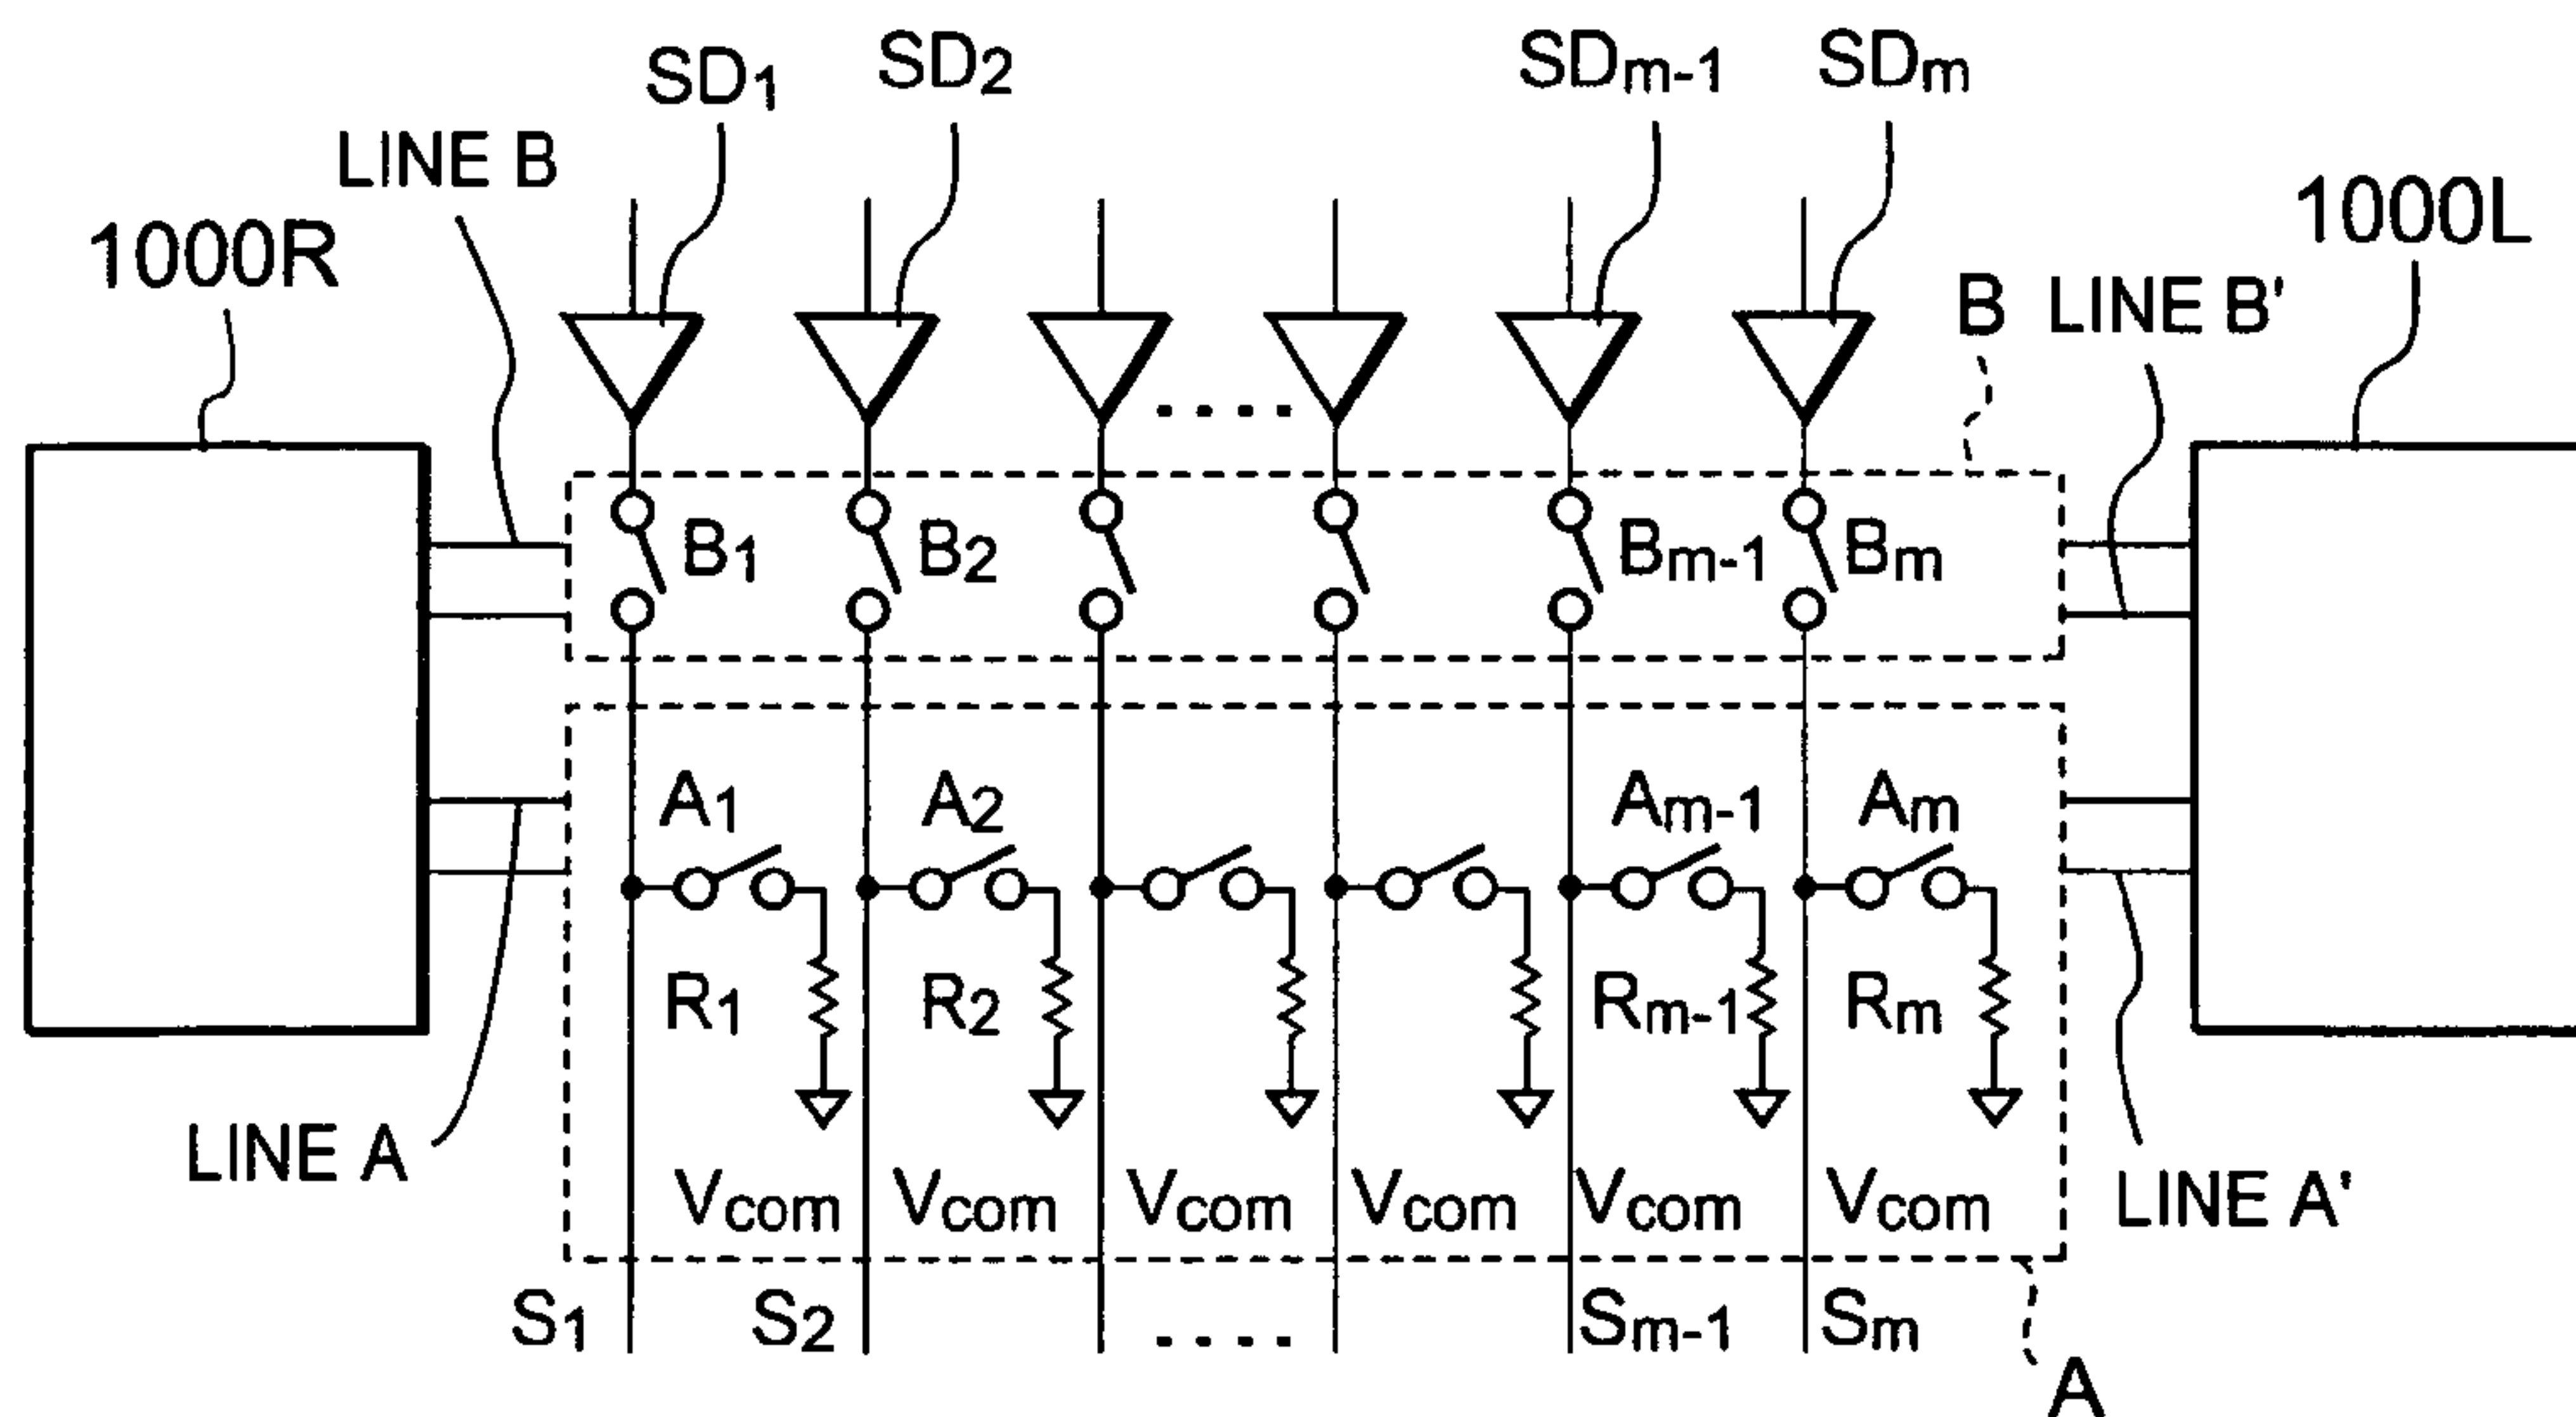 SD1 SD2 SDm-1 SDm
LINE B
1000R
1000L
B LINE B'
....
B1 B2 Bm-1 Bm
A1 A2 Am-1 Am
R1 R2 Rm-1 Rm
LINE A
Vcom Vcom Vcom Vcom Vcom Vcom
LINE A'
S1 S2 .... Sm-1 Sm
A